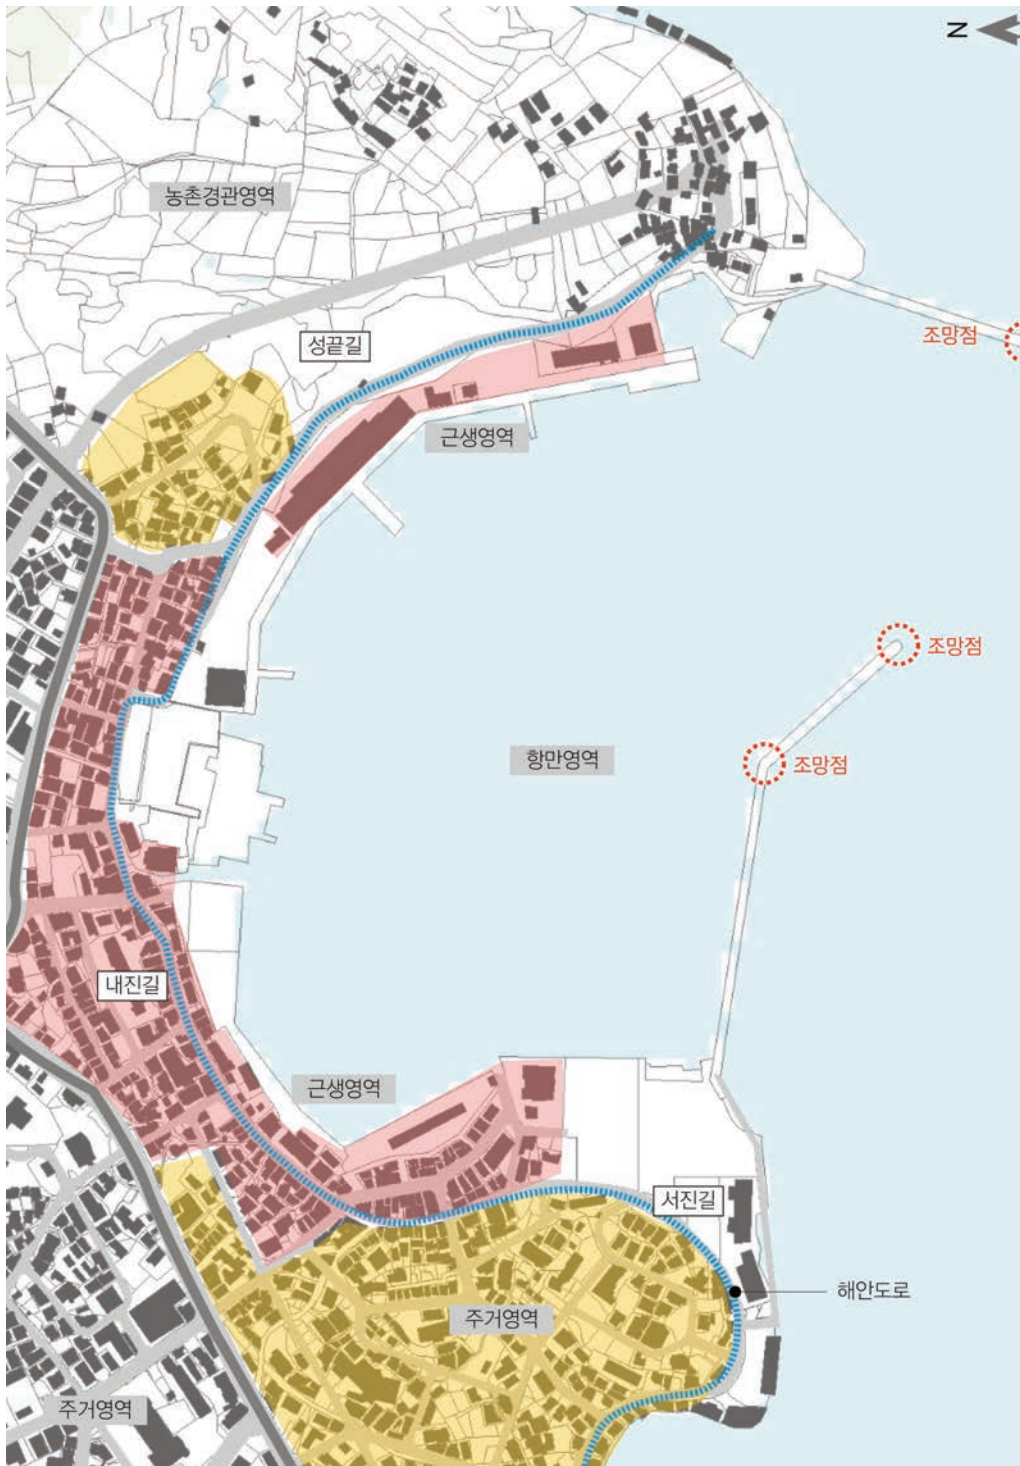 N
농촌경관영역
조망점
성끝길
근생영역
조망점
항만영역
조망점
내진길
근생영역
서진길
해안도로
주거영역
주거영역